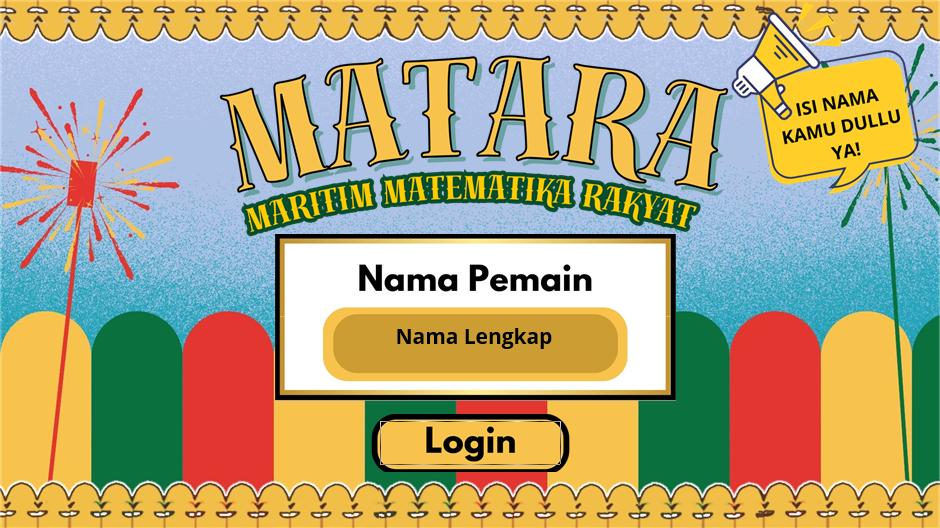 MATARA
MARITIM MATEMATIKA RAKYAT
ISI NAMA
KAMU DULLU
YA!
Nama Pemain
Nama Lengkap
Login